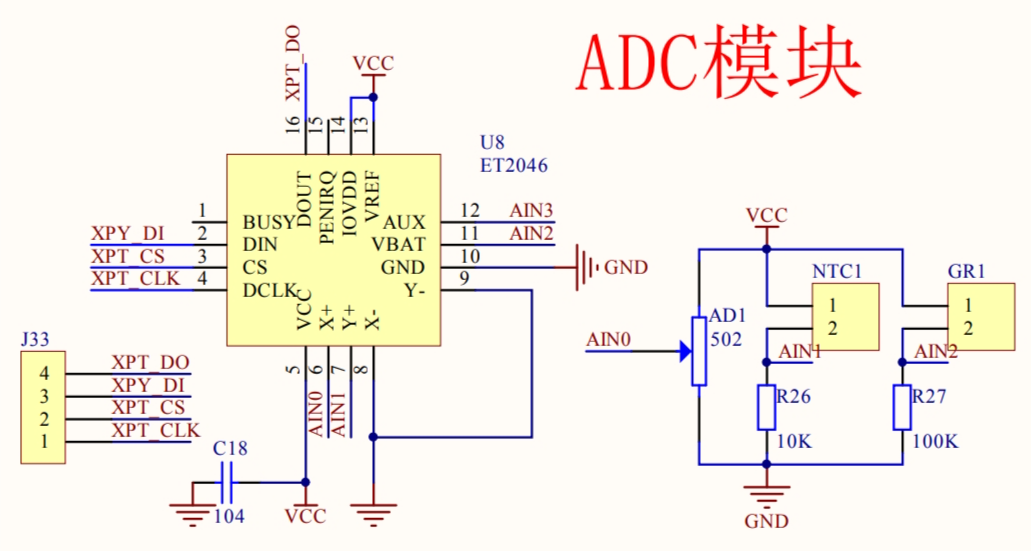 ADC模块
XPT_DO
VCC
16
15
14
13
U8
ET2046
DOUT
PENIRQ
IOVDD
VREF
1
BUSY
2
DIN
3
CS
4
DCLK
XPY_DI
XPT_CS
XPT_CLK
AUX
12
AIN3
VBAT
11
AIN2
GND
10
GND
Y-
9
VCC
X+
Y+
X-
5
6
7
8
AIN0
AIN1
J33
4
XPT_DO
3
XPY_DI
2
XPT_CS
1
XPT_CLK
C18
104
VCC
VCC
NTC1
1
2
GR1
1
2
AD1
502
AIN0
AIN1
AIN2
R26
10K
R27
100K
GND